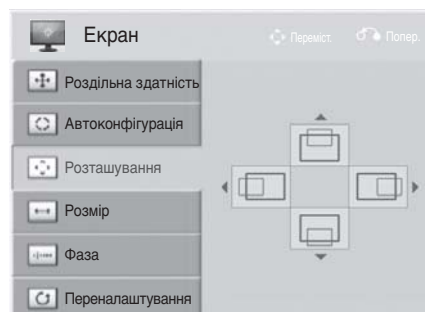 Екран
Переміст.
Попер.
Роздільна здатність
Автоконфігурація
Розташування
Розмір
Фаза
Переналаштування